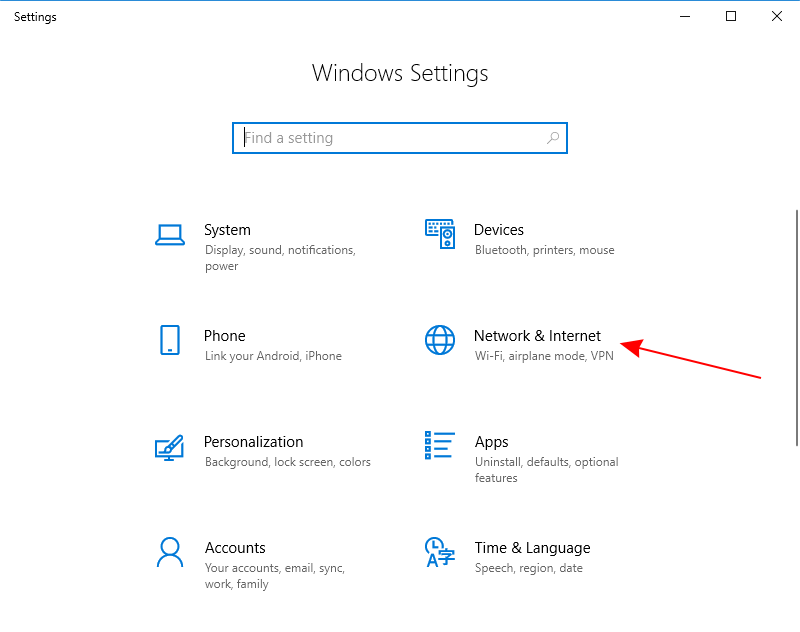 Settings
Windows Settings
Find a setting
System
Display, sound, notifications,
power
Devices
Bluetooth, printers, mouse
Phone
Link your Android, iPhone
Network & Internet
Wi-Fi, airplane mode, VPN
Personalization
Background, lock screen, colors
Apps
Uninstall, defaults, optional
features
Accounts
Your accounts, email, sync,
work, family
Time & Language
Speech, region, date
A字